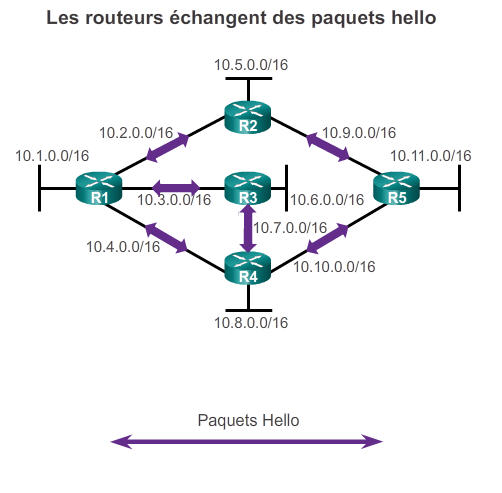 Les routeurs échangent des paquets hello
10.5.0.0/16
R2
10.2.0.0/16
10.9.0.0/16
10.1.0.0/16
10.11.0.0/16
R1
R3
R5
10.3.0.0/16
10.6.0.0/16
10.7.0.0/16
10.4.0.0/16
10.10.0.0/16
R4
10.8.0.0/16
Paquets Hello